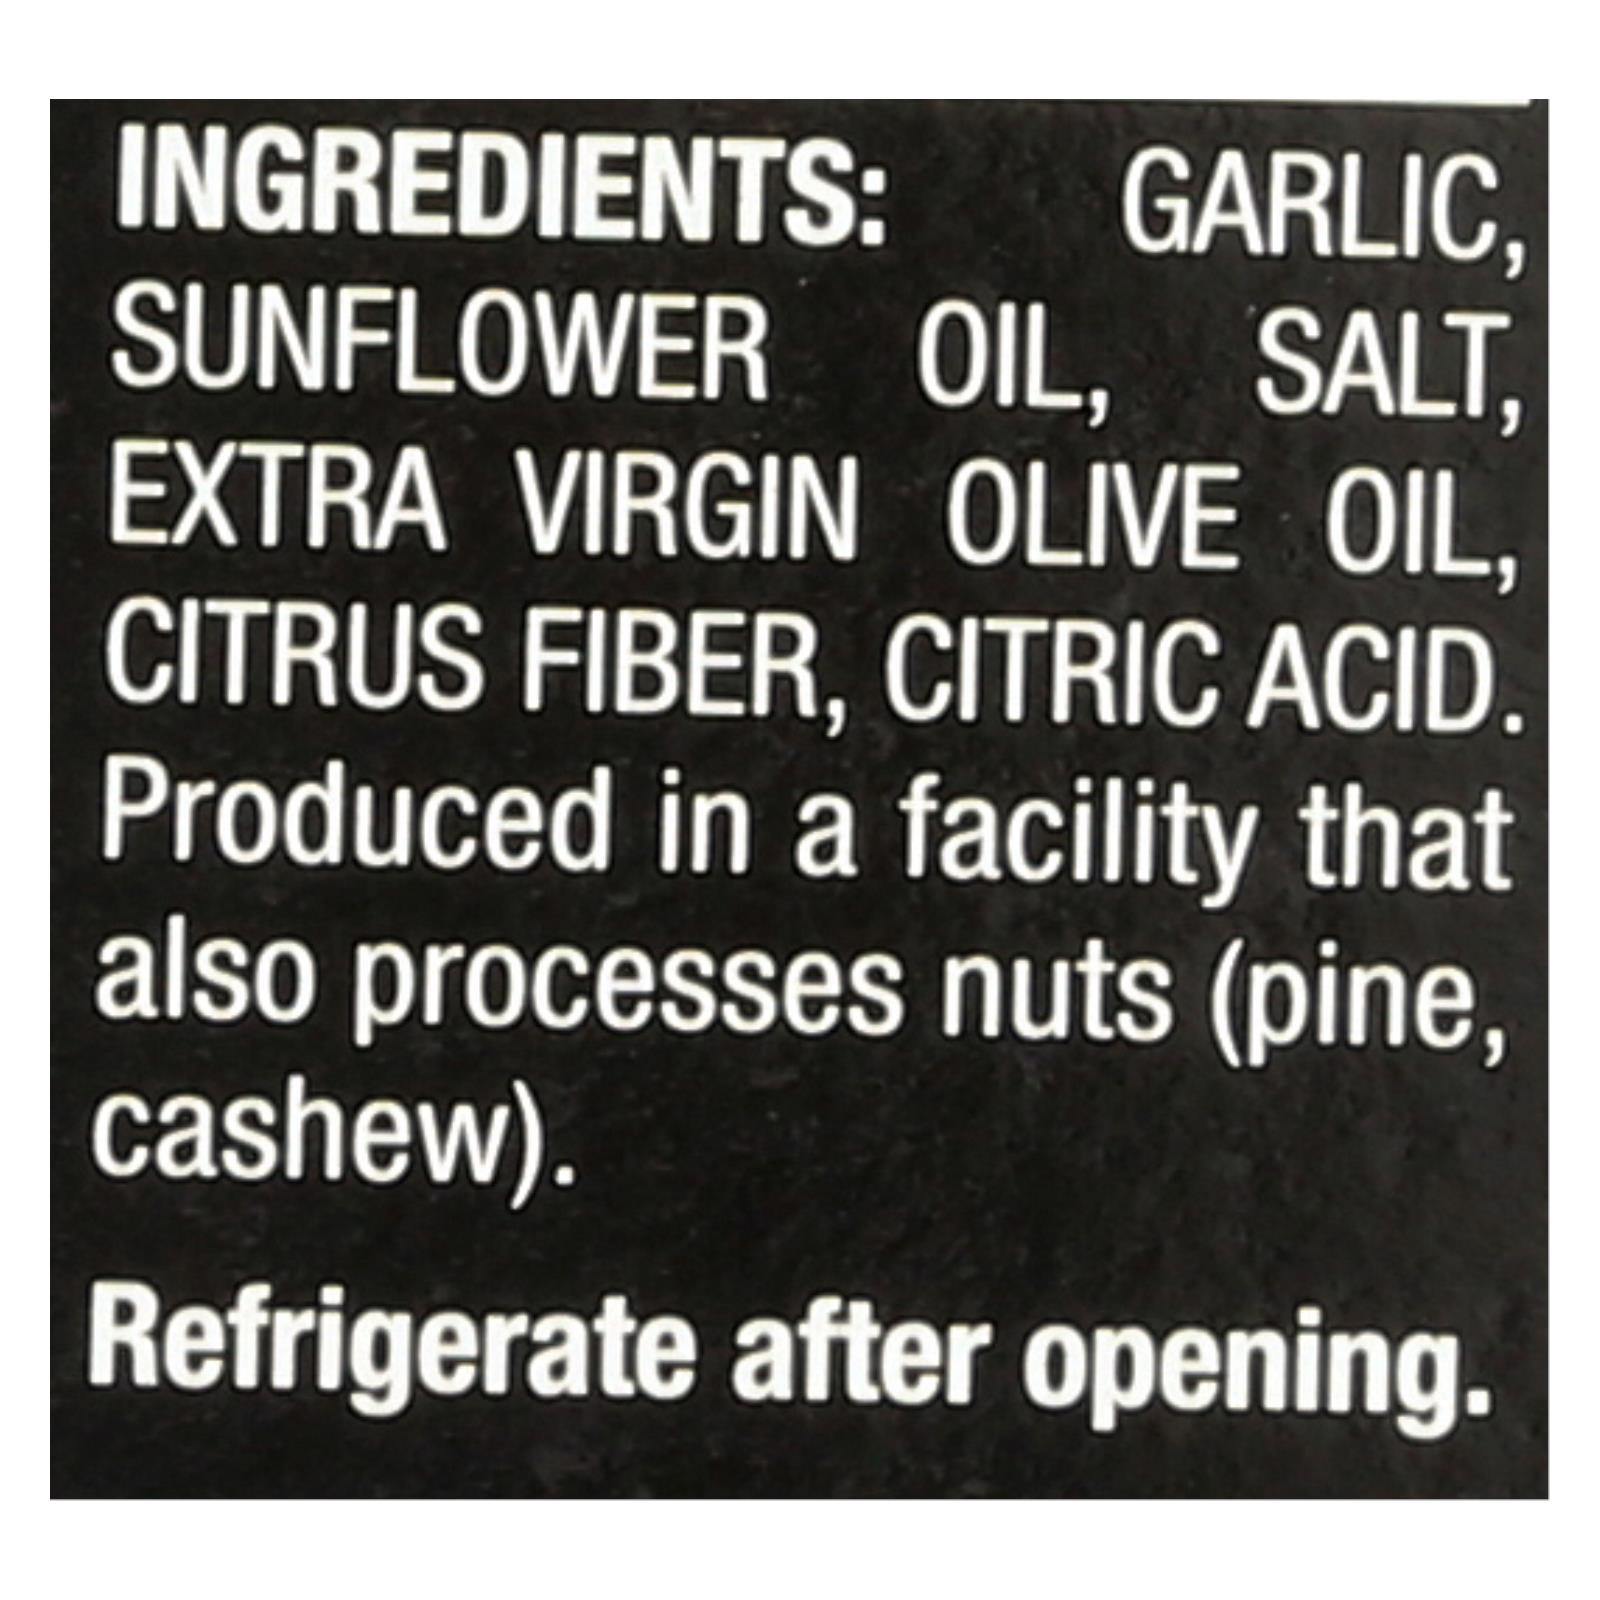 INGREDIENTS: GARLIC,
SUNFLOWER OIL, SALT,
EXTRA VIRGIN OLIVE OIL,
CITRUS FIBER, CITRIC ACID.
Produced in a facility that
also processes nuts (pine,
cashew).
Refrigerate after opening.